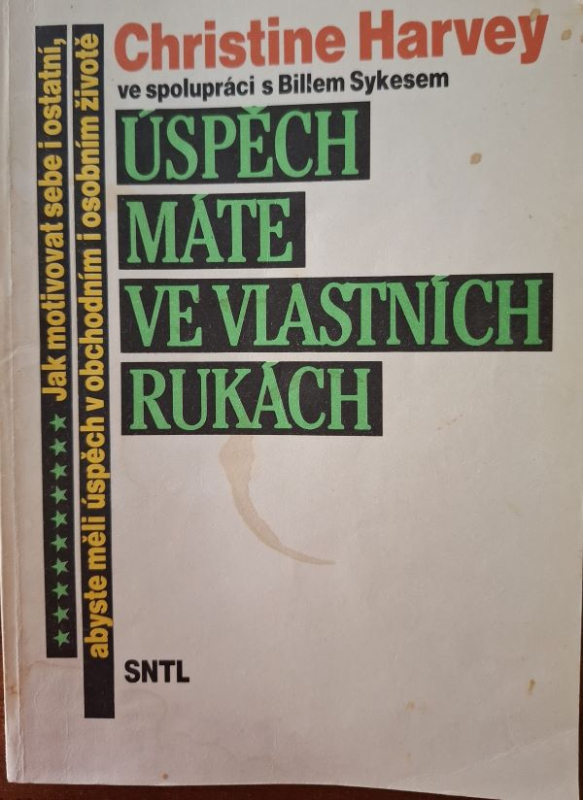 Christine Harvey
ve spolupráci s Billem Sykesem
ÚSPĚCH
MÁTE
VE VLASTNÍCH
RUKÁCH
★★★★★★★★★★ Jak motivovat sebe i ostatní,
abyste měli úspěch v obchodním i osobním životě
SNTL